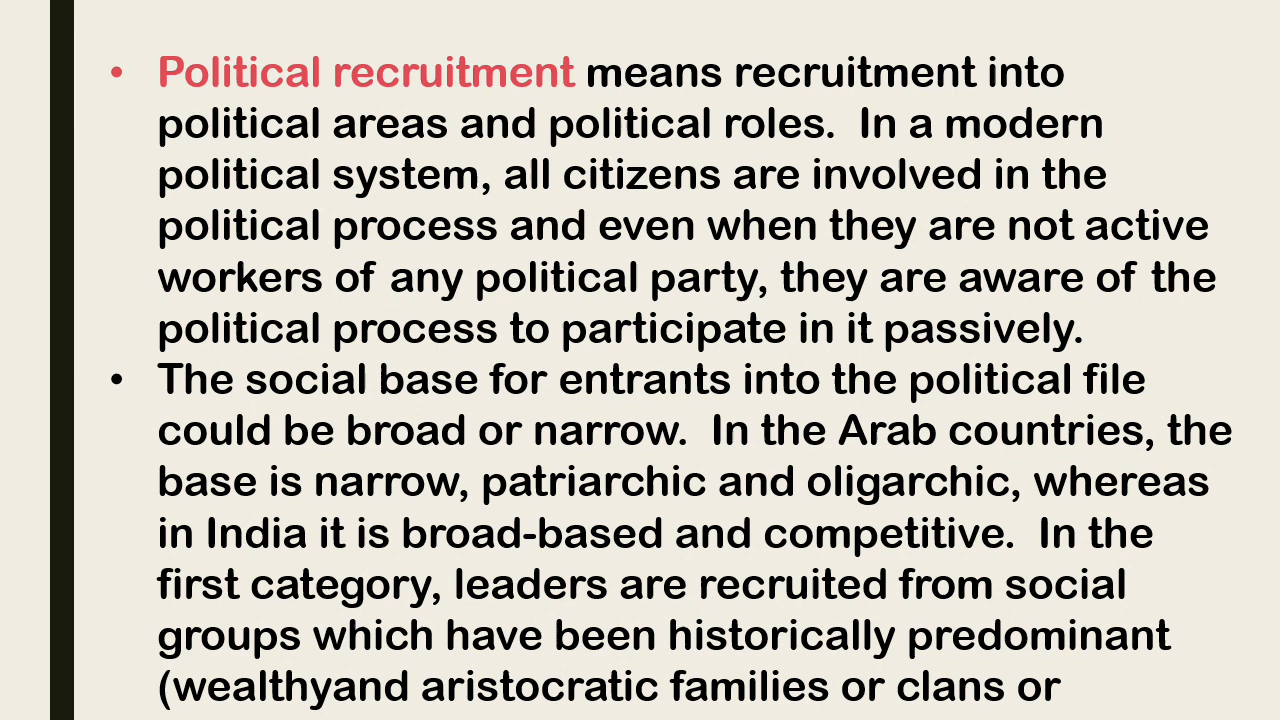 • Political recruitment means recruitment into
political areas and political roles.  In a modern
political system, all citizens are involved in the
political process and even when they are not active
workers of any political party, they are aware of the
political process to participate in it passively.
• The social base for entrants into the political file
could be broad or narrow.  In the Arab countries, the
base is narrow, patriarchic and oligarchic, whereas
in India it is broad-based and competitive.  In the
first category, leaders are recruited from social
groups which have been historically predominant
(wealthyand aristocratic families or clans or